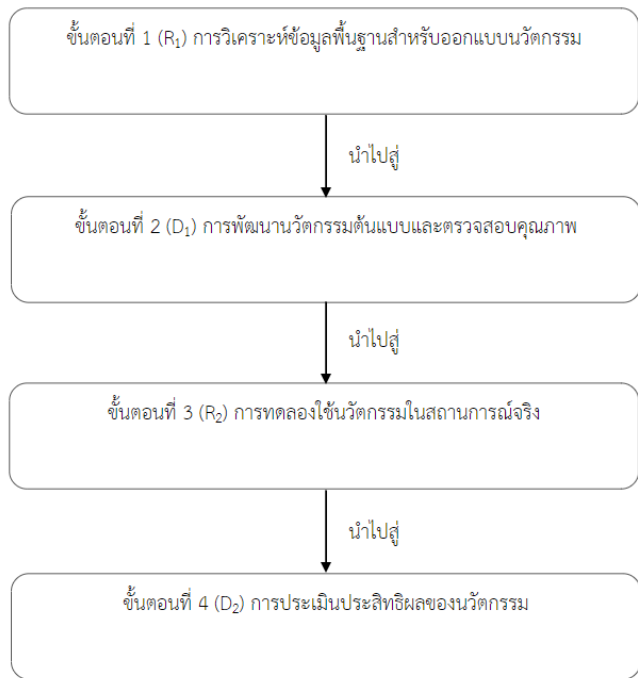 ขั้นตอนที่ 1 (R₁) การวิเคราะห์ข้อมูลพื้นฐานสำหรับออกแบบนวัตกรรม
นำไปสู่
ขั้นตอนที่ 2 (D₁) การพัฒนานวัตกรรมต้นแบบและตรวจสอบคุณภาพ
นำไปสู่
ขั้นตอนที่ 3 (R₂) การทดลองใช้นวัตกรรมในสถานการณ์จริง
นำไปสู่
ขั้นตอนที่ 4 (D₂) การประเมินประสิทธิผลของนวัตกรรม